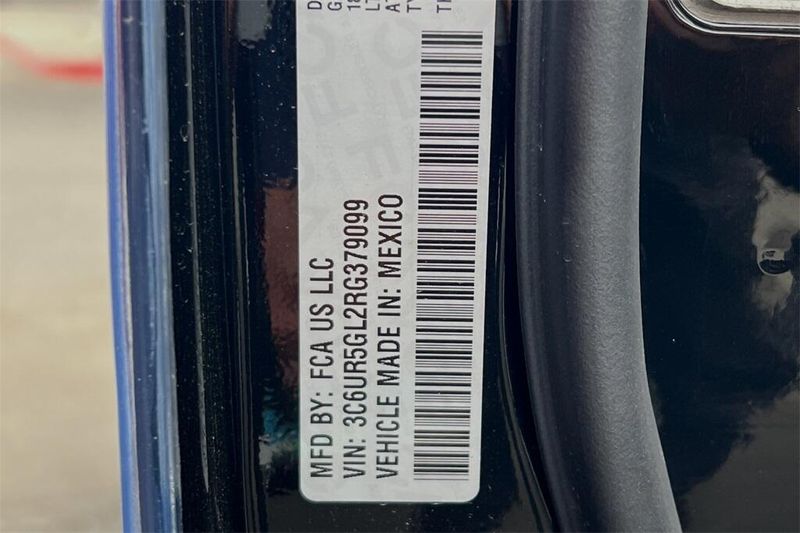 MFD BY: FCA US LLC
VIN: 3C6UR5GL2RG379099
VEHICLE MADE IN: MEXICO